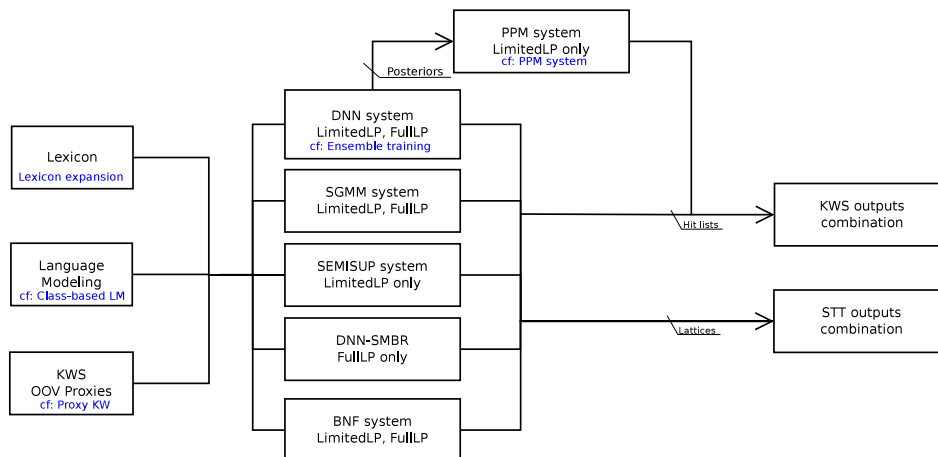 PPM system
LimitedLP only
cf: PPM system
Posteriors
DNN system
LimitedLP, FullLP
cf: Ensemble training
Lexicon
Lexicon expansion
SGMM system
LimitedLP, FullLP
KWS outputs
combination
Hit lists
Language
Modeling
cf: Class-based LM
SEMISUP system
LimitedLP only
STT outputs
combination
Lattices
DNN-SMBR
FullLP only
KWS
OOV Proxies
cf: Proxy KW
BNF system
LimitedLP, FullLP